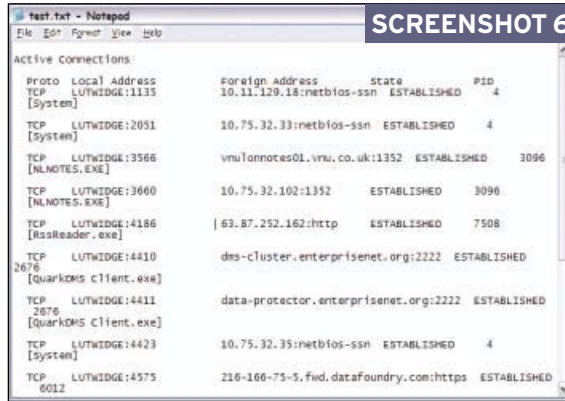 test.txt - Notepad
SCREENSHOT 6
File Edit Format View Help
Active Connections
Proto Local Address Foreign Address State PID
TCP LUTWIDGE:1135 10.11.129.18:netbios-ssn ESTABLISHED 4
[System]
TCP LUTWIDGE:2051 10.75.32.33:netbios-ssn ESTABLISHED 4
[System]
TCP LUTWIDGE:3566 vnulonnotes01.vnu.co.uk:1352 ESTABLISHED 3096
[NLNOTES.EXE]
TCP LUTWIDGE:3660 10.75.32.102:1352 ESTABLISHED 3096
[NLNOTES.EXE]
TCP LUTWIDGE:4186 63.87.252.162:http ESTABLISHED 7508
[RssReader.exe]
TCP LUTWIDGE:4410 dms-cluster.enterprisenet.org:2222 ESTABLISHED
2676
[QuarkDMS Client.exe]
TCP LUTWIDGE:4411 data-protector.enterprisenet.org:2222 ESTABLISHED
2676
[QuarkDMS Client.exe]
TCP LUTWIDGE:4423 10.75.32.35:netbios-ssn ESTABLISHED 4
[System]
TCP LUTWIDGE:4575 216-166-75-5.fwd.datafoundry.com:https ESTABLISHED
6012